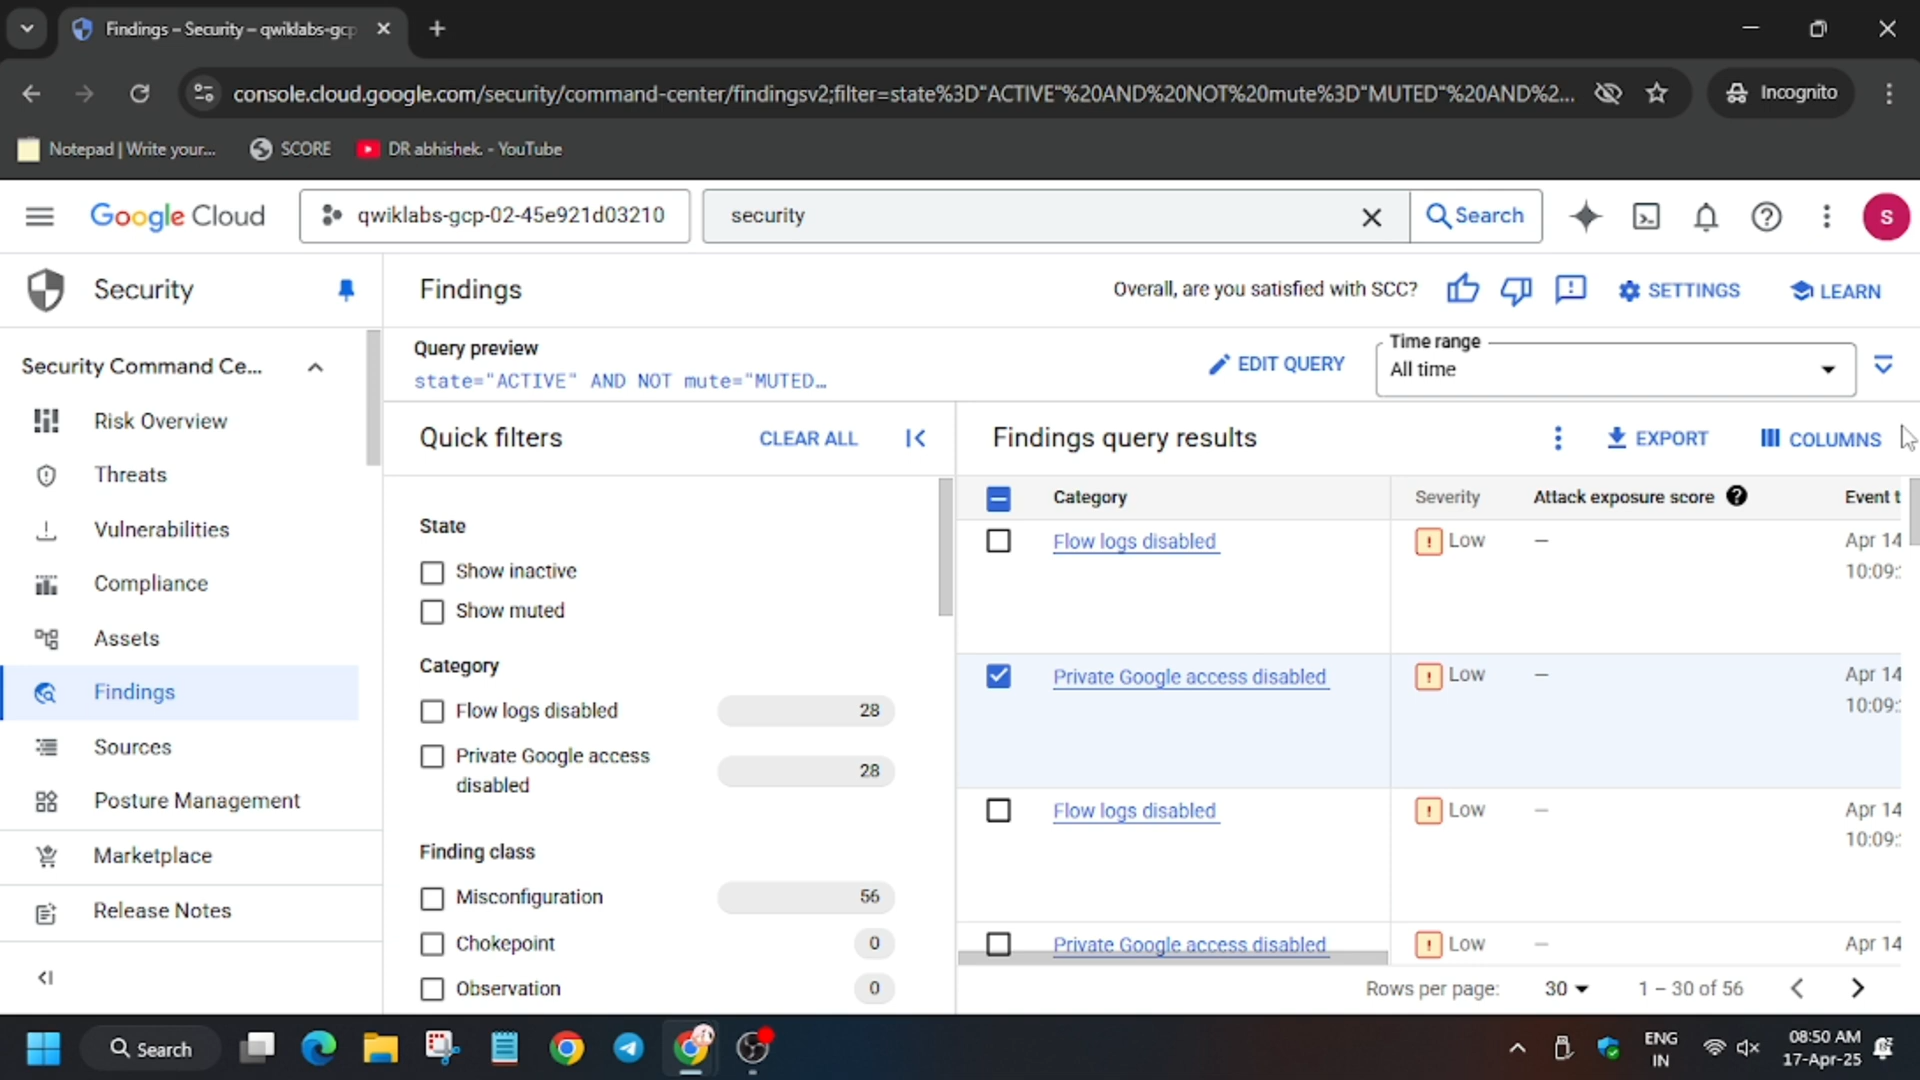 Findings – Security – qwiklabs-gcp
console.cloud.google.com/security/command-center/findingsv2;filter=state%3D"ACTIVE"%20AND%20NOT%20mute%3D"MUTED"%20AND%2...
Incognito
Notepad | Write your...
SCORE
DR abhishek. - YouTube
Google Cloud
qwiklabs-gcp-02-45e921d03210
security
Search
S
Security
Findings
Overall, are you satisfied with SCC?
SETTINGS
LEARN
Security Command Ce...
Risk Overview
Threats
Vulnerabilities
Compliance
Assets
Findings
Sources
Posture Management
Marketplace
Release Notes
Query preview
state="ACTIVE" AND NOT mute="MUTED…
EDIT QUERY
Time range
All time
Quick filters
CLEAR ALL
State
Show inactive
Show muted
Category
Flow logs disabled
28
Private Google access
disabled
28
Finding class
Misconfiguration
56
Chokepoint
0
Observation
0
Findings query results
EXPORT
COLUMNS
Category
Severity
Attack exposure score
Event t
Flow logs disabled
Low
—
Apr 14
10:09:
Private Google access disabled
Low
—
Apr 14
10:09:
Flow logs disabled
Low
—
Apr 14
10:09:
Private Google access disabled
Low
—
Apr 14
Rows per page:
30
1 – 30 of 56
Search
ENG
IN
08:50 AM
17-Apr-25